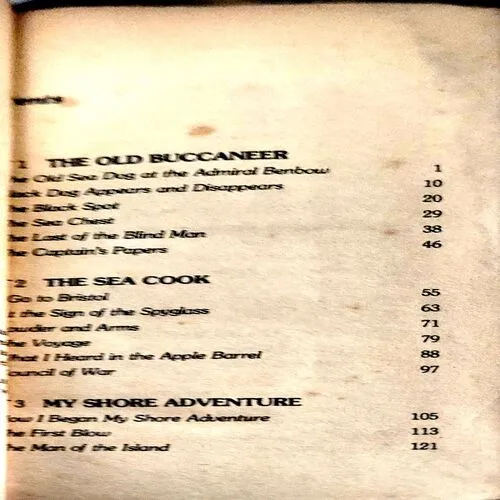 1 THE OLD BUCCANEER
he Old Sea Dog at the Admiral Benbow 1
lack Dog Appears and Disappears 10
he Black Spot 20
he Sea Chest 29
he Last of the Blind Man 38
he Captain's Papers 46
2 THE SEA COOK
Go to Bristol 55
t the Sign of the Spyglass 63
owder and Arms 71
he Voyage 79
hat I Heard in the Apple Barrel 88
ouncil of War 97
3 MY SHORE ADVENTURE
ow I Began My Shore Adventure 105
he First Blow 113
he Man of the Island 121